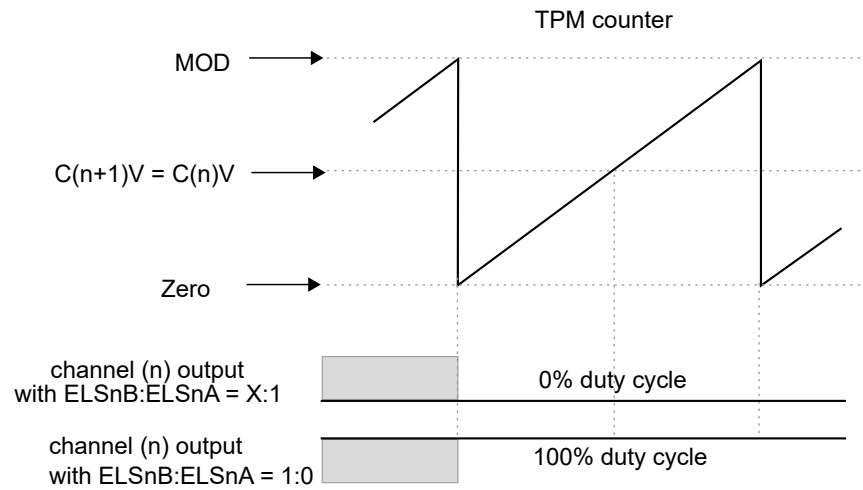 TPM counter
MOD
C(n+1)V = C(n)V
Zero
channel (n) output
with ELSnB:ELSnA = X:1
0% duty cycle
channel (n) output
with ELSnB:ELSnA = 1:0
100% duty cycle